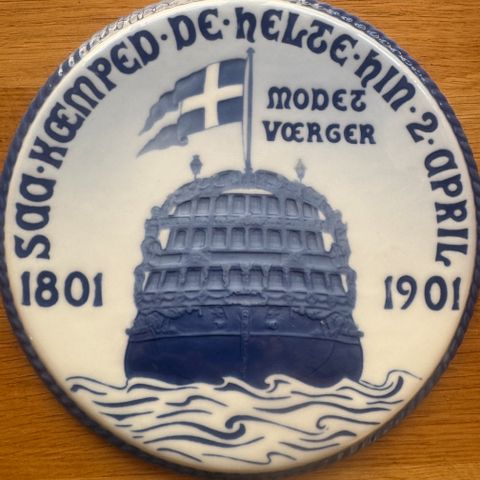 SAA · KÆMPED · DE · HELTE · HIN · 2 · APRIL
MODET
VÆRGER
1801
1901